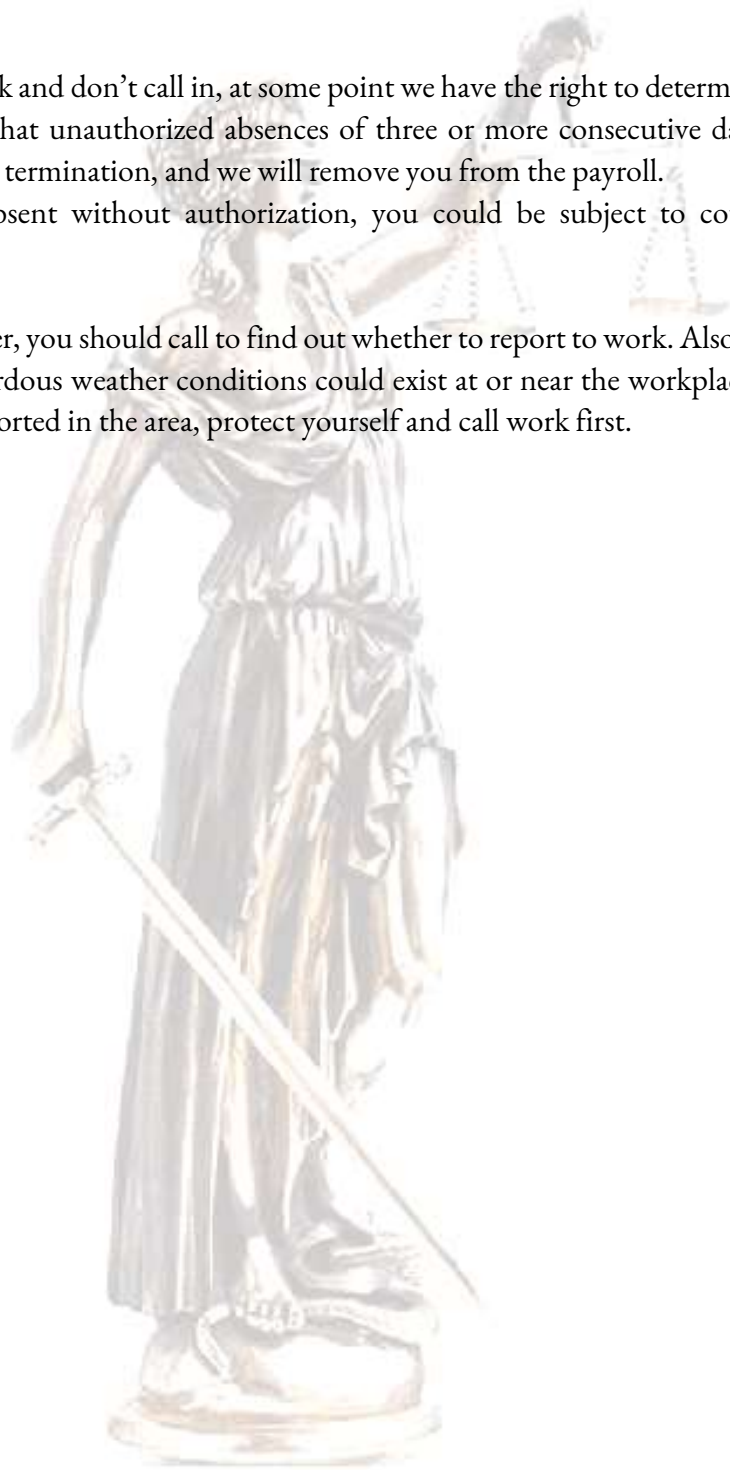 k and don’t call in, at some point we have the right to determ
hat unauthorized absences of three or more consecutive da
termination, and we will remove you from the payroll.
bsent without authorization, you could be subject to co
er, you should call to find out whether to report to work. Also
rdous weather conditions could exist at or near the workpla
orted in the area, protect yourself and call work first.